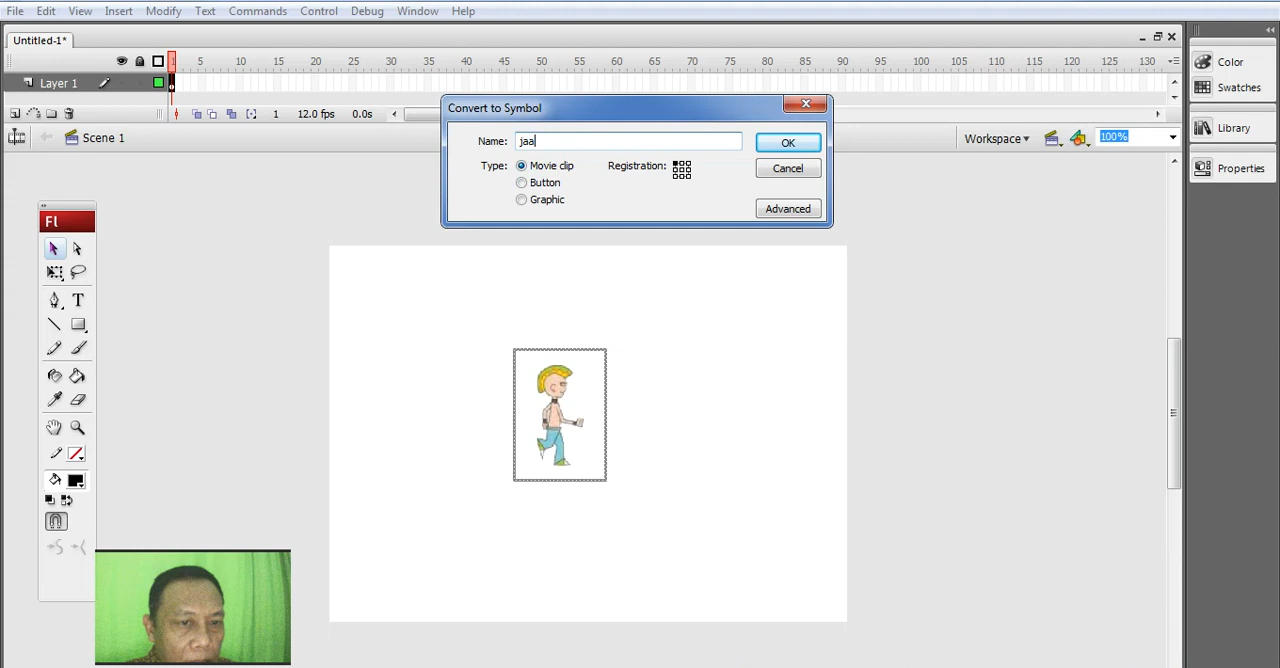 File Edit View Insert Modify Text Commands Control Debug Window Help
Untitled-1*
1 5 10 15 20 25 30 35 40 45 50 55 60 65 70 75 80 85 90 95 100 105 110 115 120 125 130
Layer 1
1 12.0 fps 0.0s
Scene 1
Workspace 100%
Convert to Symbol
Name: jaa
OK
Type: Movie clip Registration:
Cancel
Button
Graphic
Advanced
Fl
T
Color
Swatches
Library
Properties